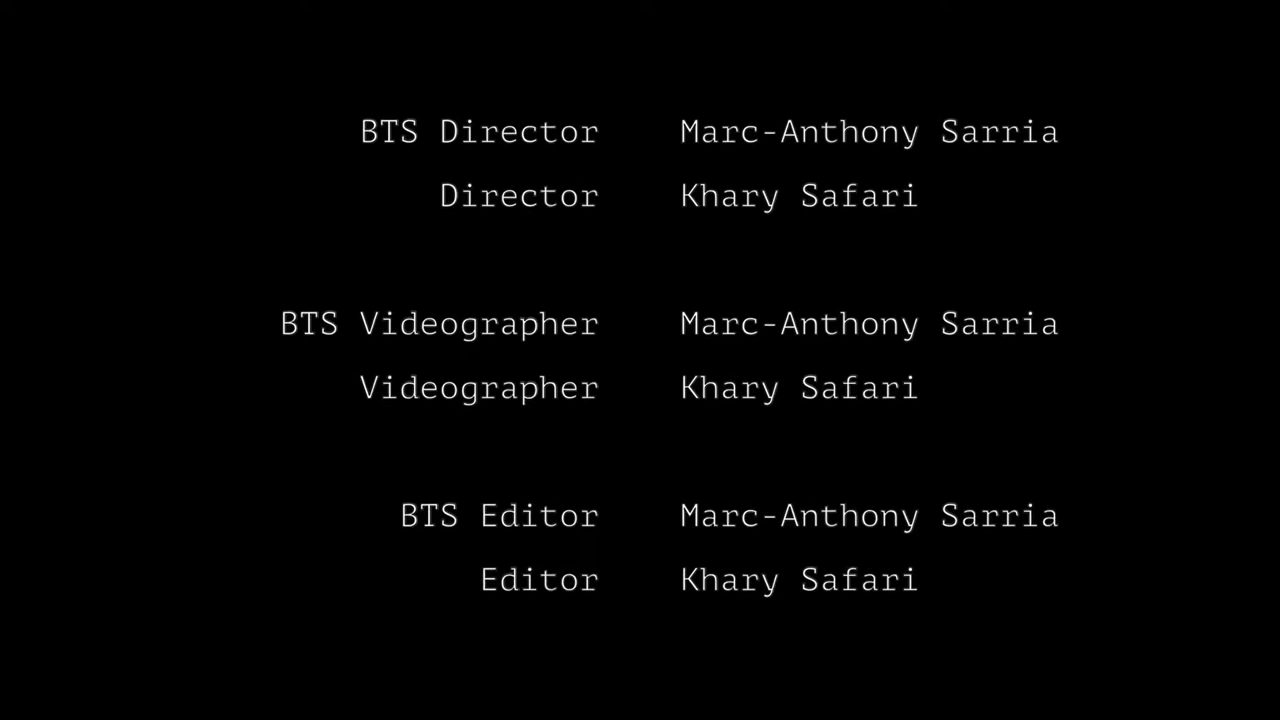 BTS Director Marc-Anthony Sarria
Director Khary Safari
BTS Videographer Marc-Anthony Sarria
Videographer Khary Safari
BTS Editor Marc-Anthony Sarria
Editor Khary Safari